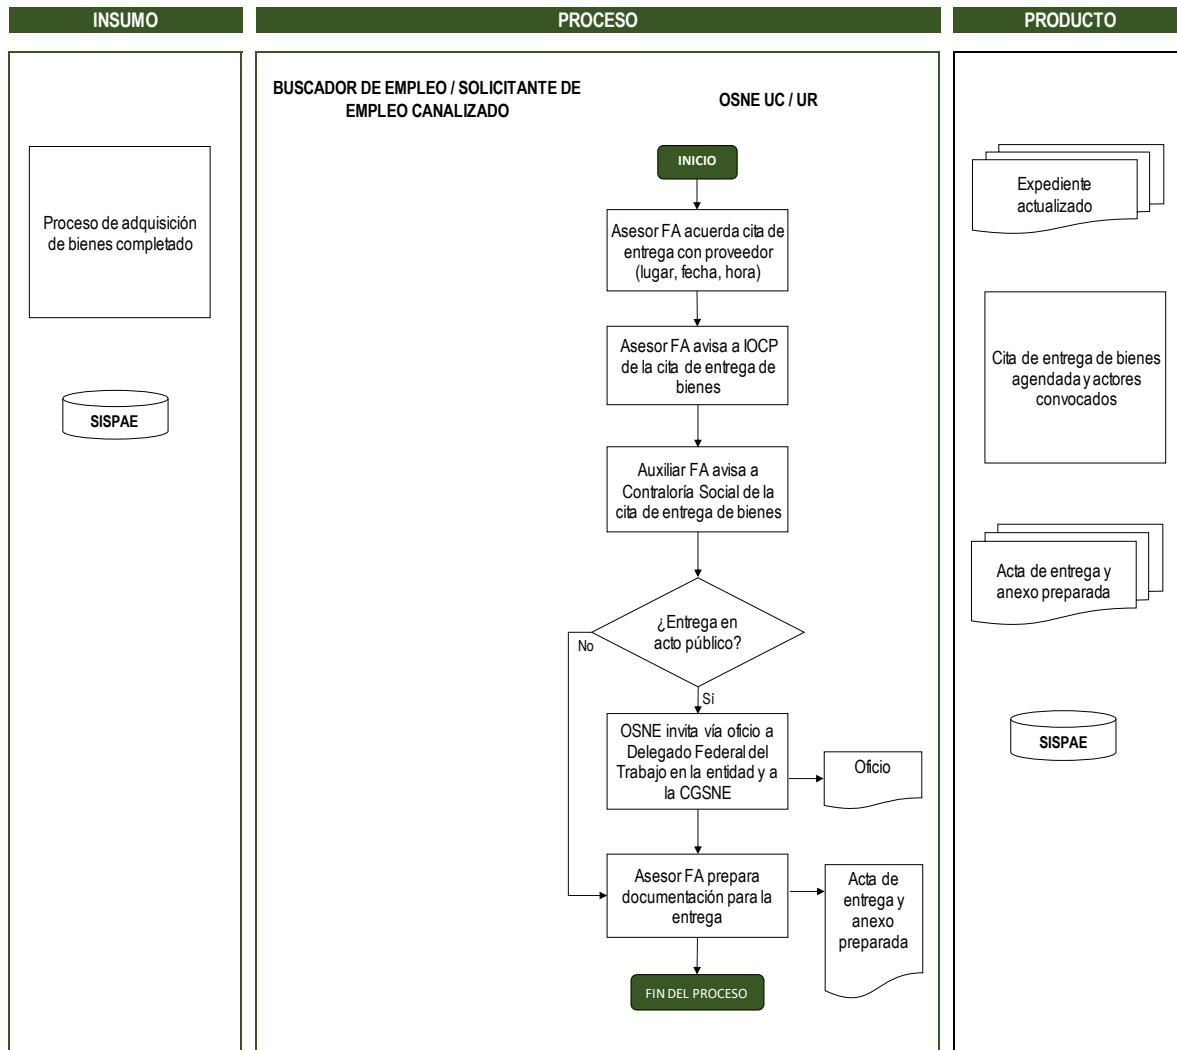 INSUMO
PROCESO
PRODUCTO
BUSCADOR DE EMPLEO / SOLICITANTE DE
EMPLEO CANALIZADO
OSNE UC / UR
Proceso de adquisición
de bienes completado
SISPAE
INICIO
Asesor FA acuerda cita de
entrega con proveedor
(lugar, fecha, hora)
Asesor FA avisa a IOCP
de la cita de entrega de
bienes
Auxiliar FA avisa a
Contraloría Social de la
cita de entrega de bienes
¿Entrega en
acto público?
No
Sí
OSNE invita vía oficio a
Delegado Federal del
Trabajo en la entidad y a
la CGSNE
Oficio
Asesor FA prepara
documentación para la
entrega
Acta de
entrega y
anexo
preparada
FIN DEL PROCESO
Expediente
actualizado
Cita de entrega de bienes
agendada y actores
convocados
Acta de entrega y
anexo preparada
SISPAE